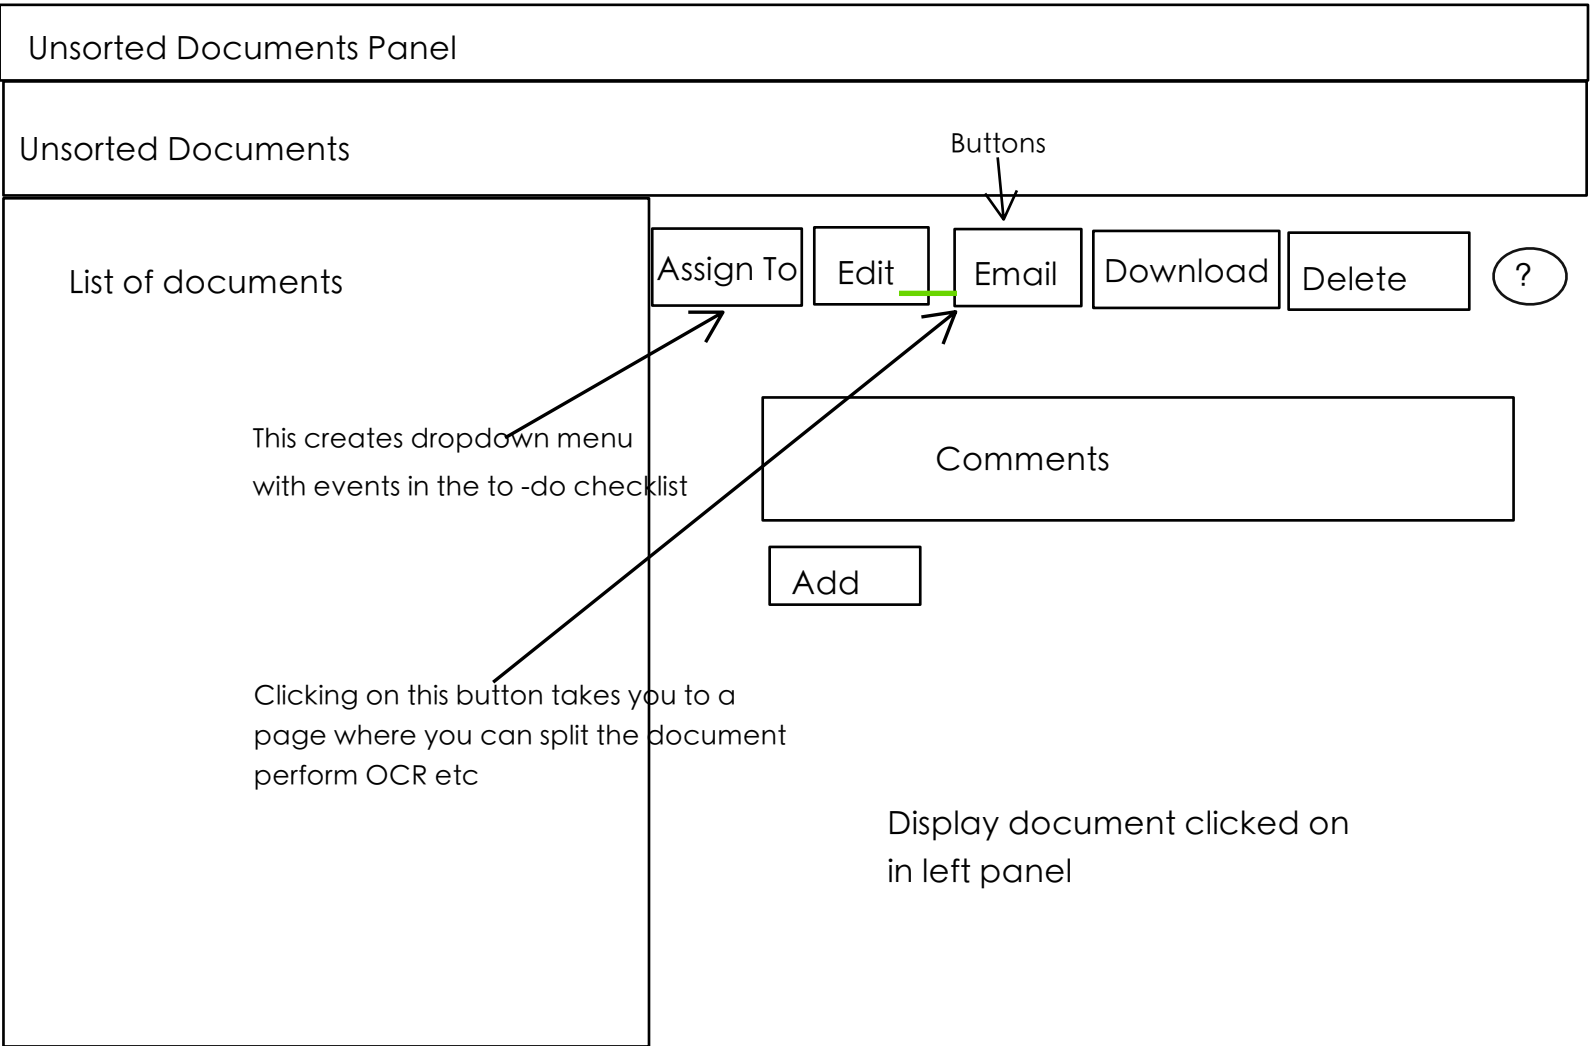 Unsorted Documents Panel
Unsorted Documents
Buttons
List of documents
Assign To
Edit
Email
Download
Delete
?
This creates dropdown menu
with events in the to -do checklist
Comments
Add
Clicking on this button takes you to a
page where you can split the document
perform OCR etc
Display document clicked on
in left panel